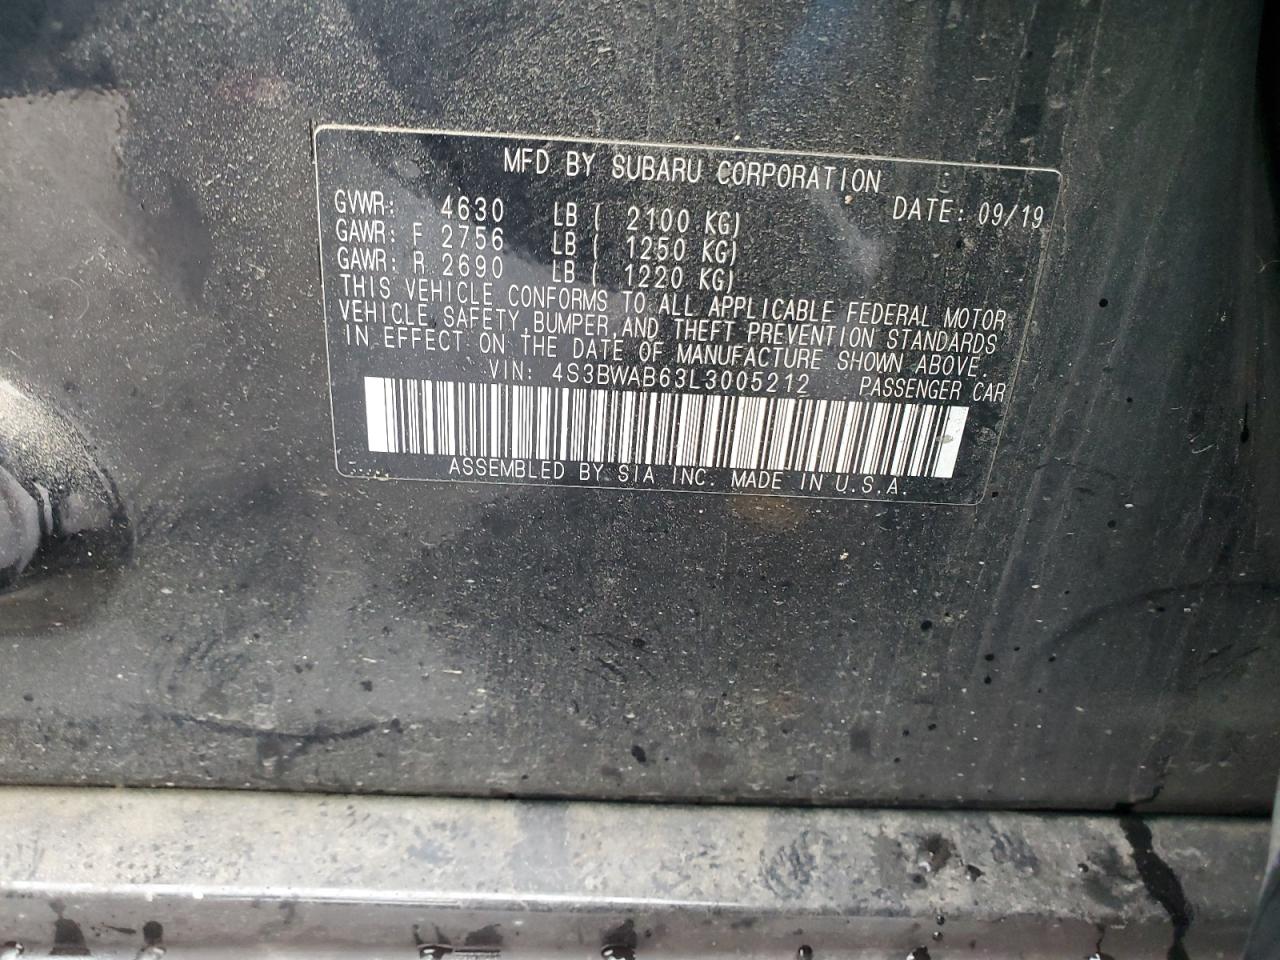 MFD BY SUBARU CORPORATION
DATE: 09/19
GVWR: 4630 LB ( 2100 KG)
GAWR: F 2756 LB ( 1250 KG)
GAWR: R 2690 LB ( 1220 KG)
THIS VEHICLE CONFORMS TO ALL APPLICABLE FEDERAL MOTOR
VEHICLE SAFETY,BUMPER,AND THEFT PREVENTION STANDARDS
IN EFFECT ON THE DATE OF MANUFACTURE SHOWN ABOVE.
VIN: 4S3BWAB63L3005212 PASSENGER CAR
ASSEMBLED BY SIA INC. MADE IN U.S.A.